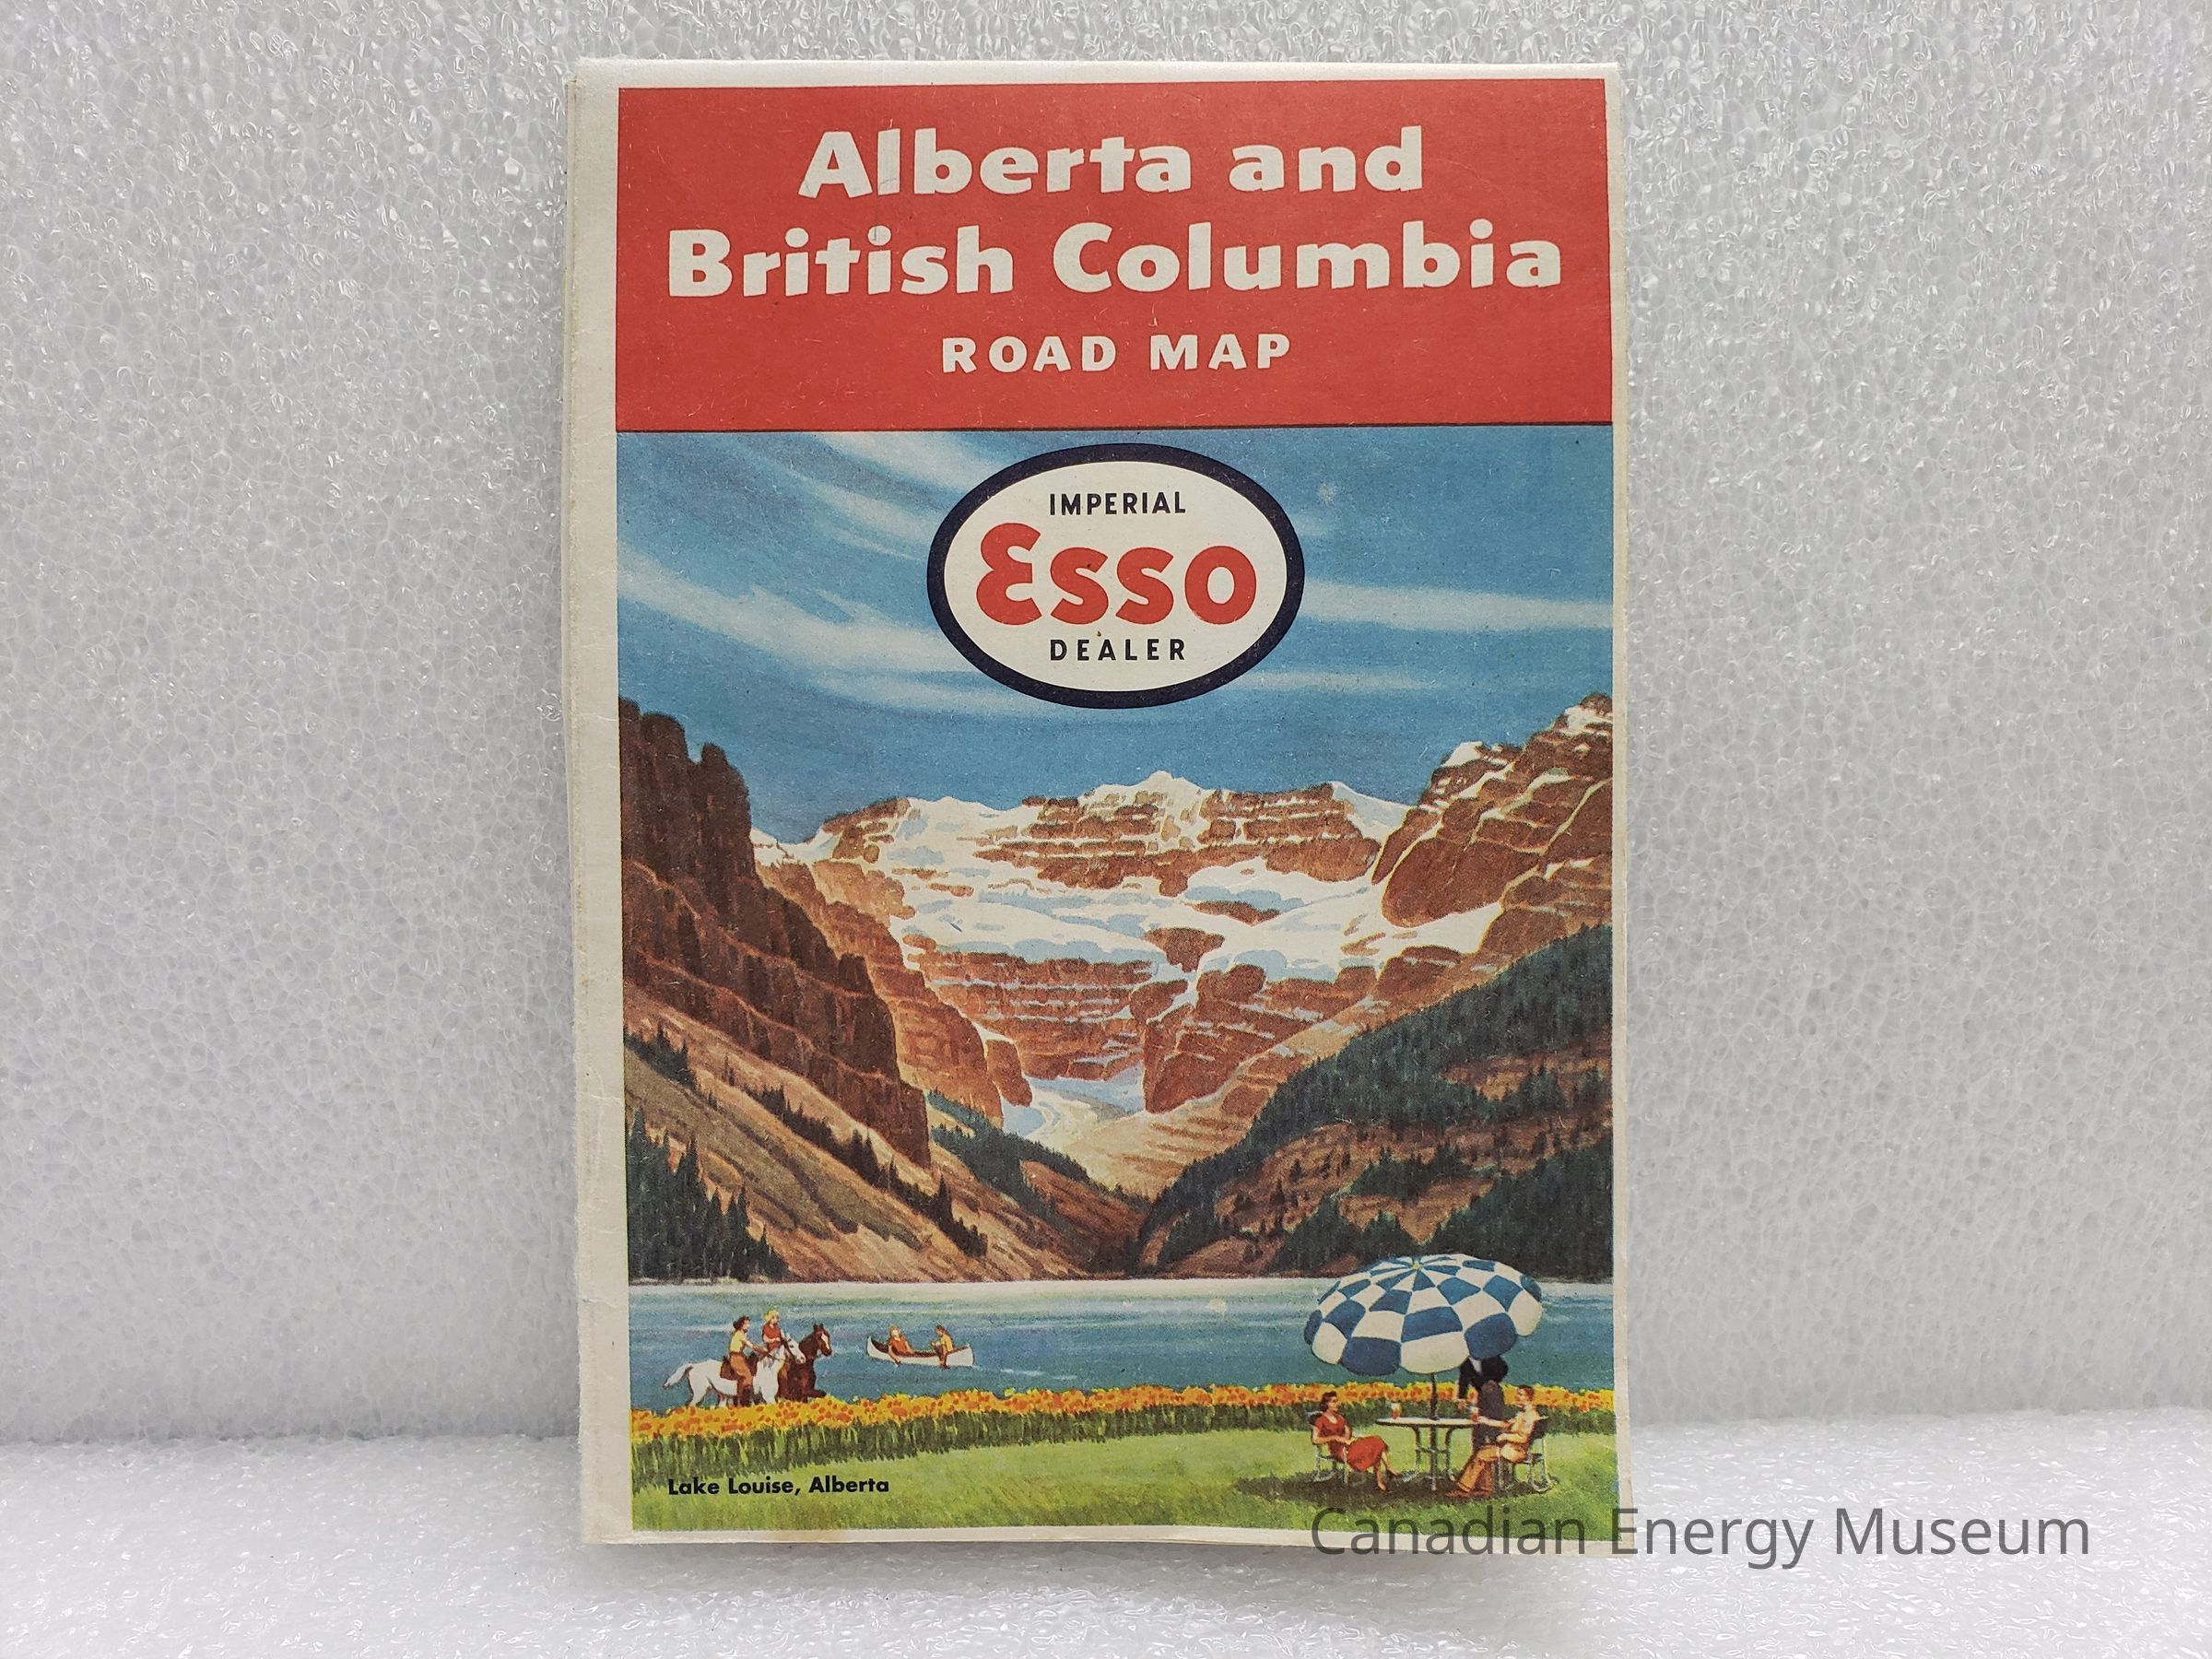 Alberta and
British Columbia
ROAD MAP
IMPERIAL
Esso
DEALER
Lake Louise, Alberta
Canadian Energy Museum